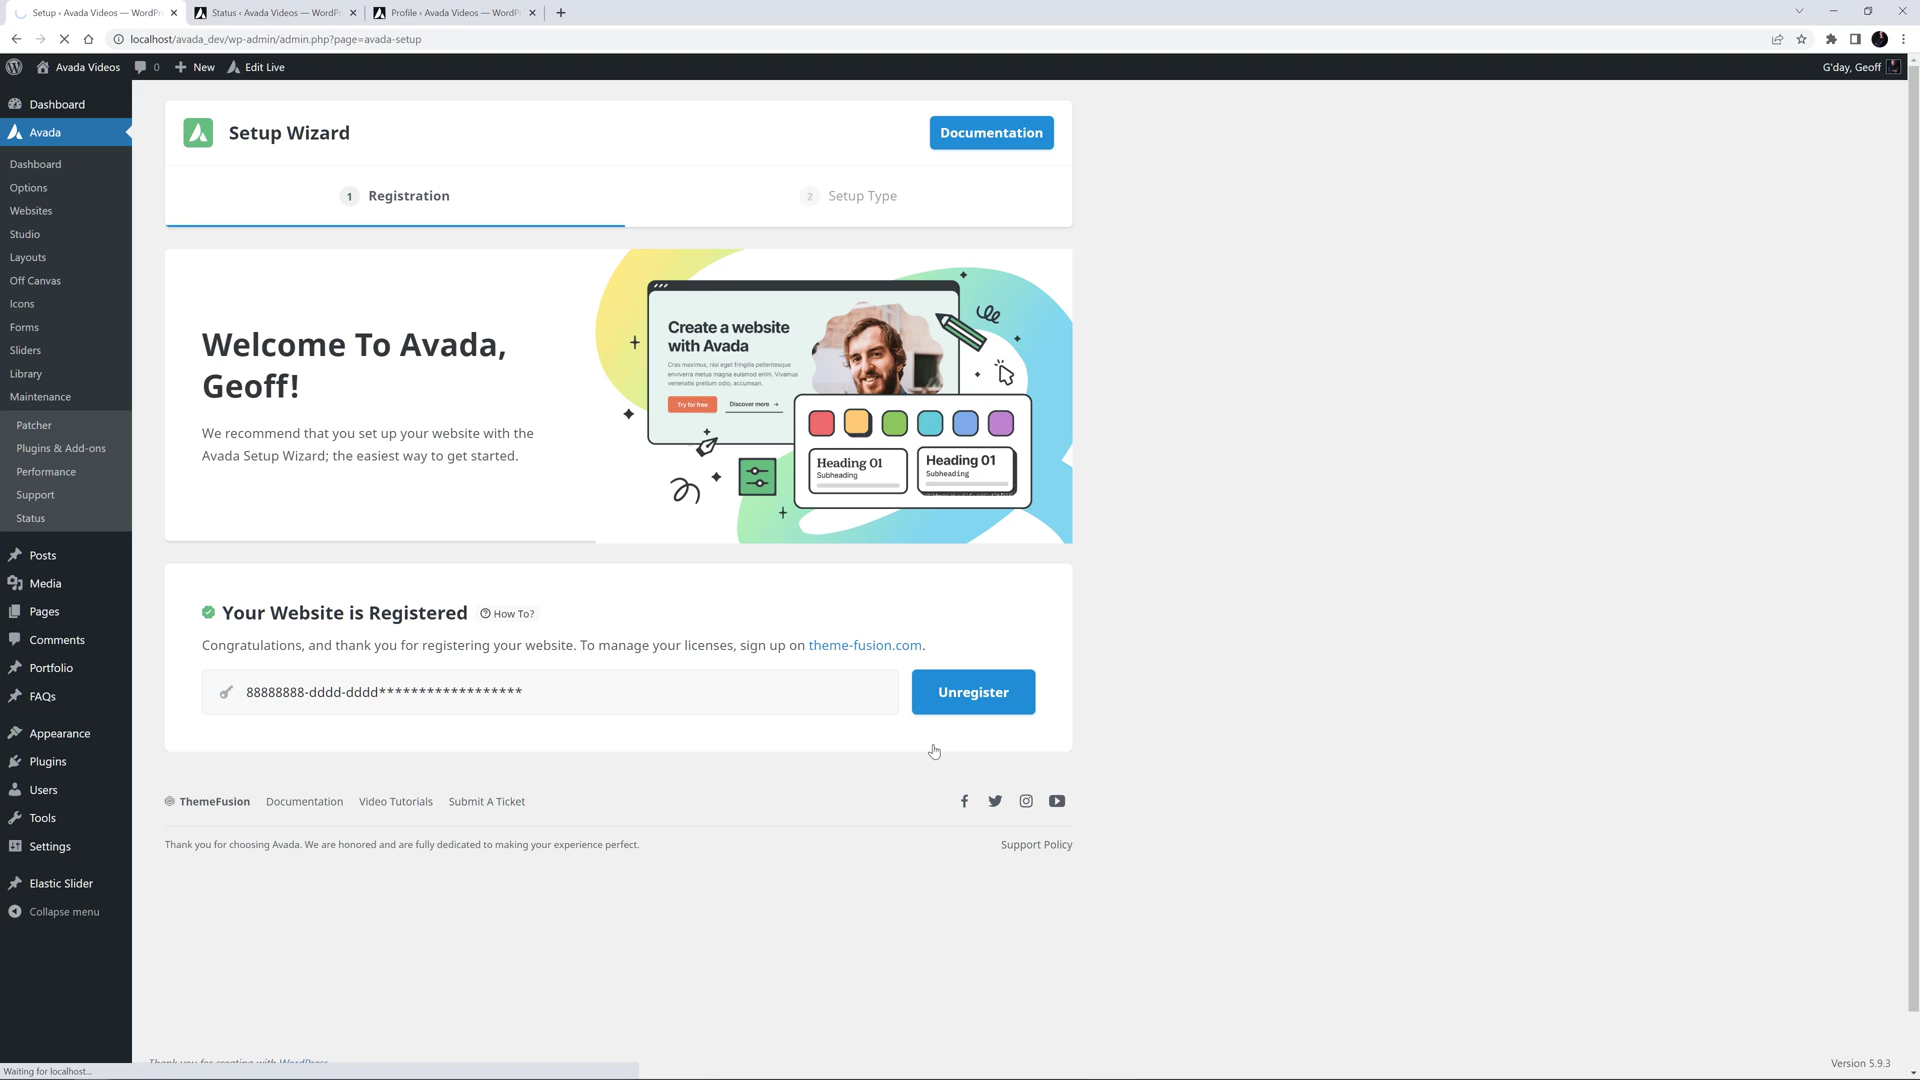 Setup ‹ Avada Videos — WordPr
Status ‹ Avada Videos — WordPr
Profile ‹ Avada Videos — WordP
localhost/avada_dev/wp-admin/admin.php?page=avada-setup
Avada Videos
0
New
Edit Live
G'day, Geoff
Dashboard
Avada
Dashboard
Options
Websites
Studio
Layouts
Off Canvas
Icons
Forms
Sliders
Library
Maintenance
Patcher
Plugins & Add-ons
Performance
Support
Status
Posts
Media
Pages
Comments
Portfolio
FAQs
Appearance
Plugins
Users
Tools
Settings
Elastic Slider
Collapse menu
Setup Wizard
Documentation
1 Registration
2 Setup Type
Welcome To Avada,
Geoff!
We recommend that you set up your website with the
Avada Setup Wizard; the easiest way to get started.
Create a website
with Avada
Cras maximus, nisi eget fringilla pellentesque
enviverra metus magna euismod enim. Vivamus
venenatis pretium odio, accumsan.
Try for free
Discover more →
Heading 01
Subheading
Heading 01
Subheading
Your Website is Registered
How To?
Congratulations, and thank you for registering your website. To manage your licenses, sign up on theme-fusion.com.
88888888-dddd-dddd******************
Unregister
ThemeFusion
Documentation
Video Tutorials
Submit A Ticket
Thank you for choosing Avada. We are honored and are fully dedicated to making your experience perfect.
Support Policy
Thank you for creating with WordPress
Version 5.9.3
Waiting for localhost...